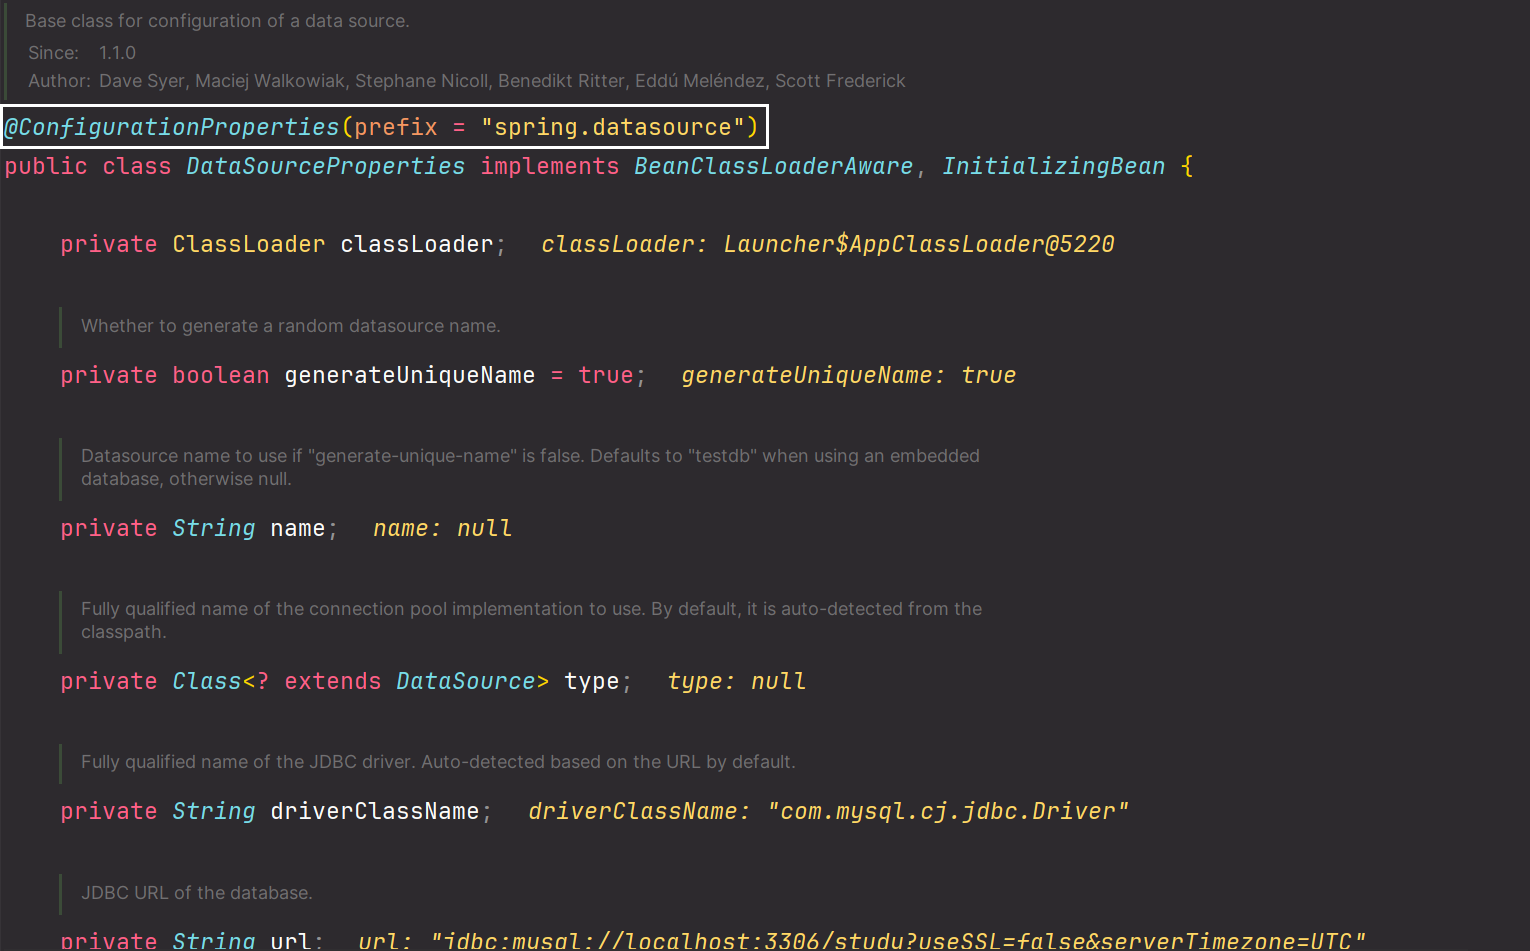 Base class for configuration of a data source.
Since: 1.1.0
Author: Dave Syer, Maciej Walkowiak, Stephane Nicoll, Benedikt Ritter, Eddú Meléndez, Scott Frederick
@ConfigurationProperties(prefix = "spring.datasource")
public class DataSourceProperties implements BeanClassLoaderAware, InitializingBean {
private ClassLoader classLoader; classLoader: Launcher$AppClassLoader@5220
Whether to generate a random datasource name.
private boolean generateUniqueName = true; generateUniqueName: true
Datasource name to use if "generate-unique-name" is false. Defaults to "testdb" when using an embedded
database, otherwise null.
private String name; name: null
Fully qualified name of the connection pool implementation to use. By default, it is auto-detected from the
classpath.
private Class<? extends DataSource> type; type: null
Fully qualified name of the JDBC driver. Auto-detected based on the URL by default.
private String driverClassName; driverClassName: "com.mysql.cj.jdbc.Driver"
JDBC URL of the database.
private String url; url: "jdbc:mysql://localhost:3306/study?useSSL=false&serverTimezone=UTC"